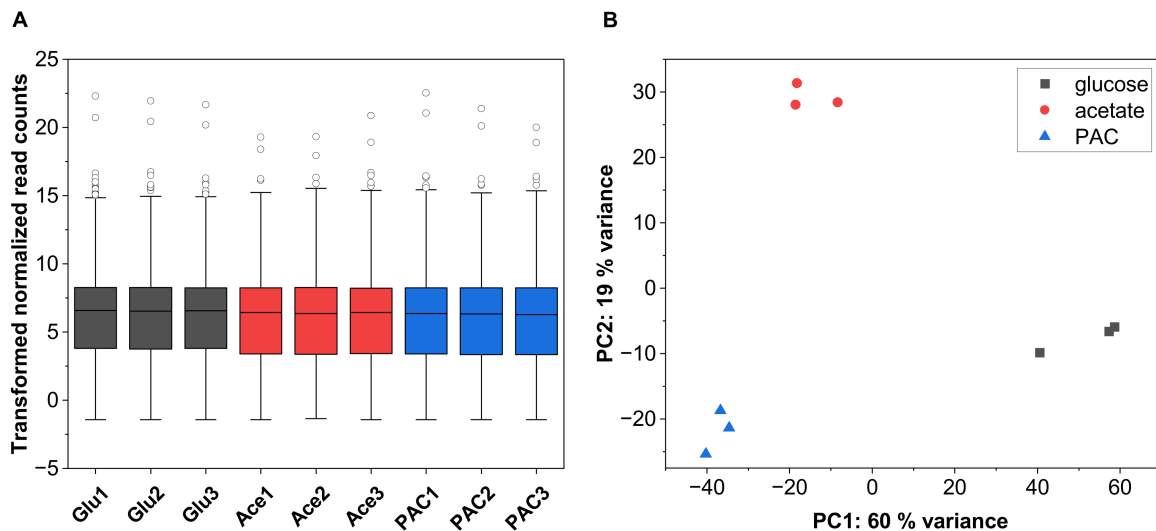 A
Transformed normalized read counts
25
20
15
10
5
0
−5
Glu1 Glu2 Glu3 Ace1 Ace2 Ace3 PAC1 PAC2 PAC3
B
PC2: 19 % variance
30
20
10
0
−10
−20
−40 −20 0 20 40 60
PC1: 60 % variance
glucose
acetate
PAC